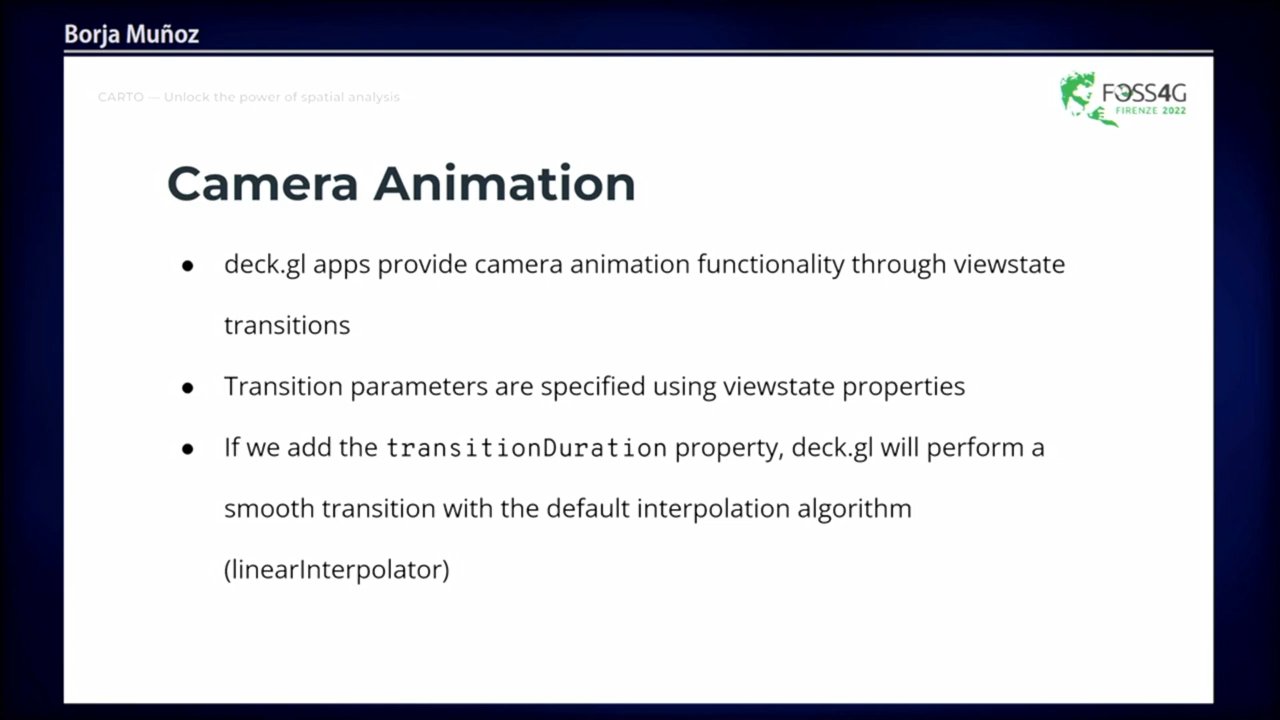 Borja Muñoz
CARTO — Unlock the power of spatial analysis
FOSS4G
FIRENZE 2022
Camera Animation
● deck.gl apps provide camera animation functionality through viewstate
transitions
● Transition parameters are specified using viewstate properties
● If we add the transitionDuration property, deck.gl will perform a
smooth transition with the default interpolation algorithm
(linearInterpolator)